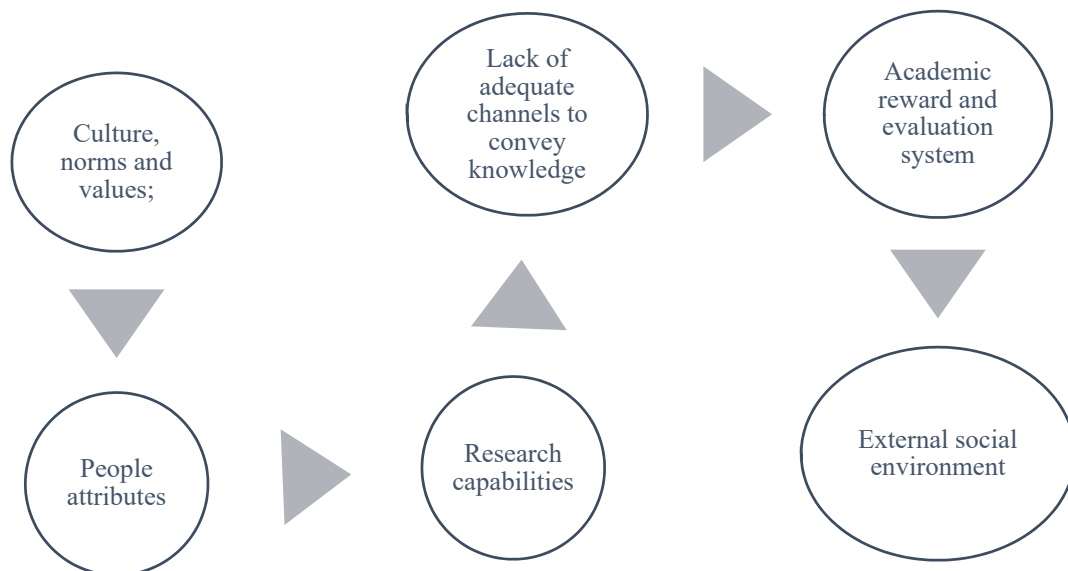 Culture,
norms and
values;
People
attributes
Research
capabilities
Lack of
adequate
channels to
convey
knowledge
Academic
reward and
evaluation
system
External social
environment